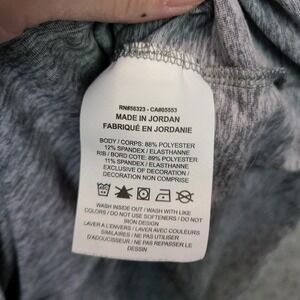 RN#56323 - CA#05553
MADE IN JORDAN
FABRIQUÉ EN JORDANIE
BODY / CORPS: 88% POLYESTER
12% SPANDEX / ELASTHANNE
RIB / BORD COTE: 89% POLYESTER
11% SPANDEX / ELASTHANNE
EXCLUSIVE OF DECORATION /
DECORATION NON COMPRISE
WASH INSIDE OUT / WASH WITH LIKE
COLORS / DO NOT USE SOFTENERS / DO NOT
IRON TRIM
LAVER A L'ENVERS / LAVER AVEC COULEURS
SIMILAIRES / NE PAS UTILISER
D'ADOUCISSEUR / NE PAS REPASSER LE
DESSIN